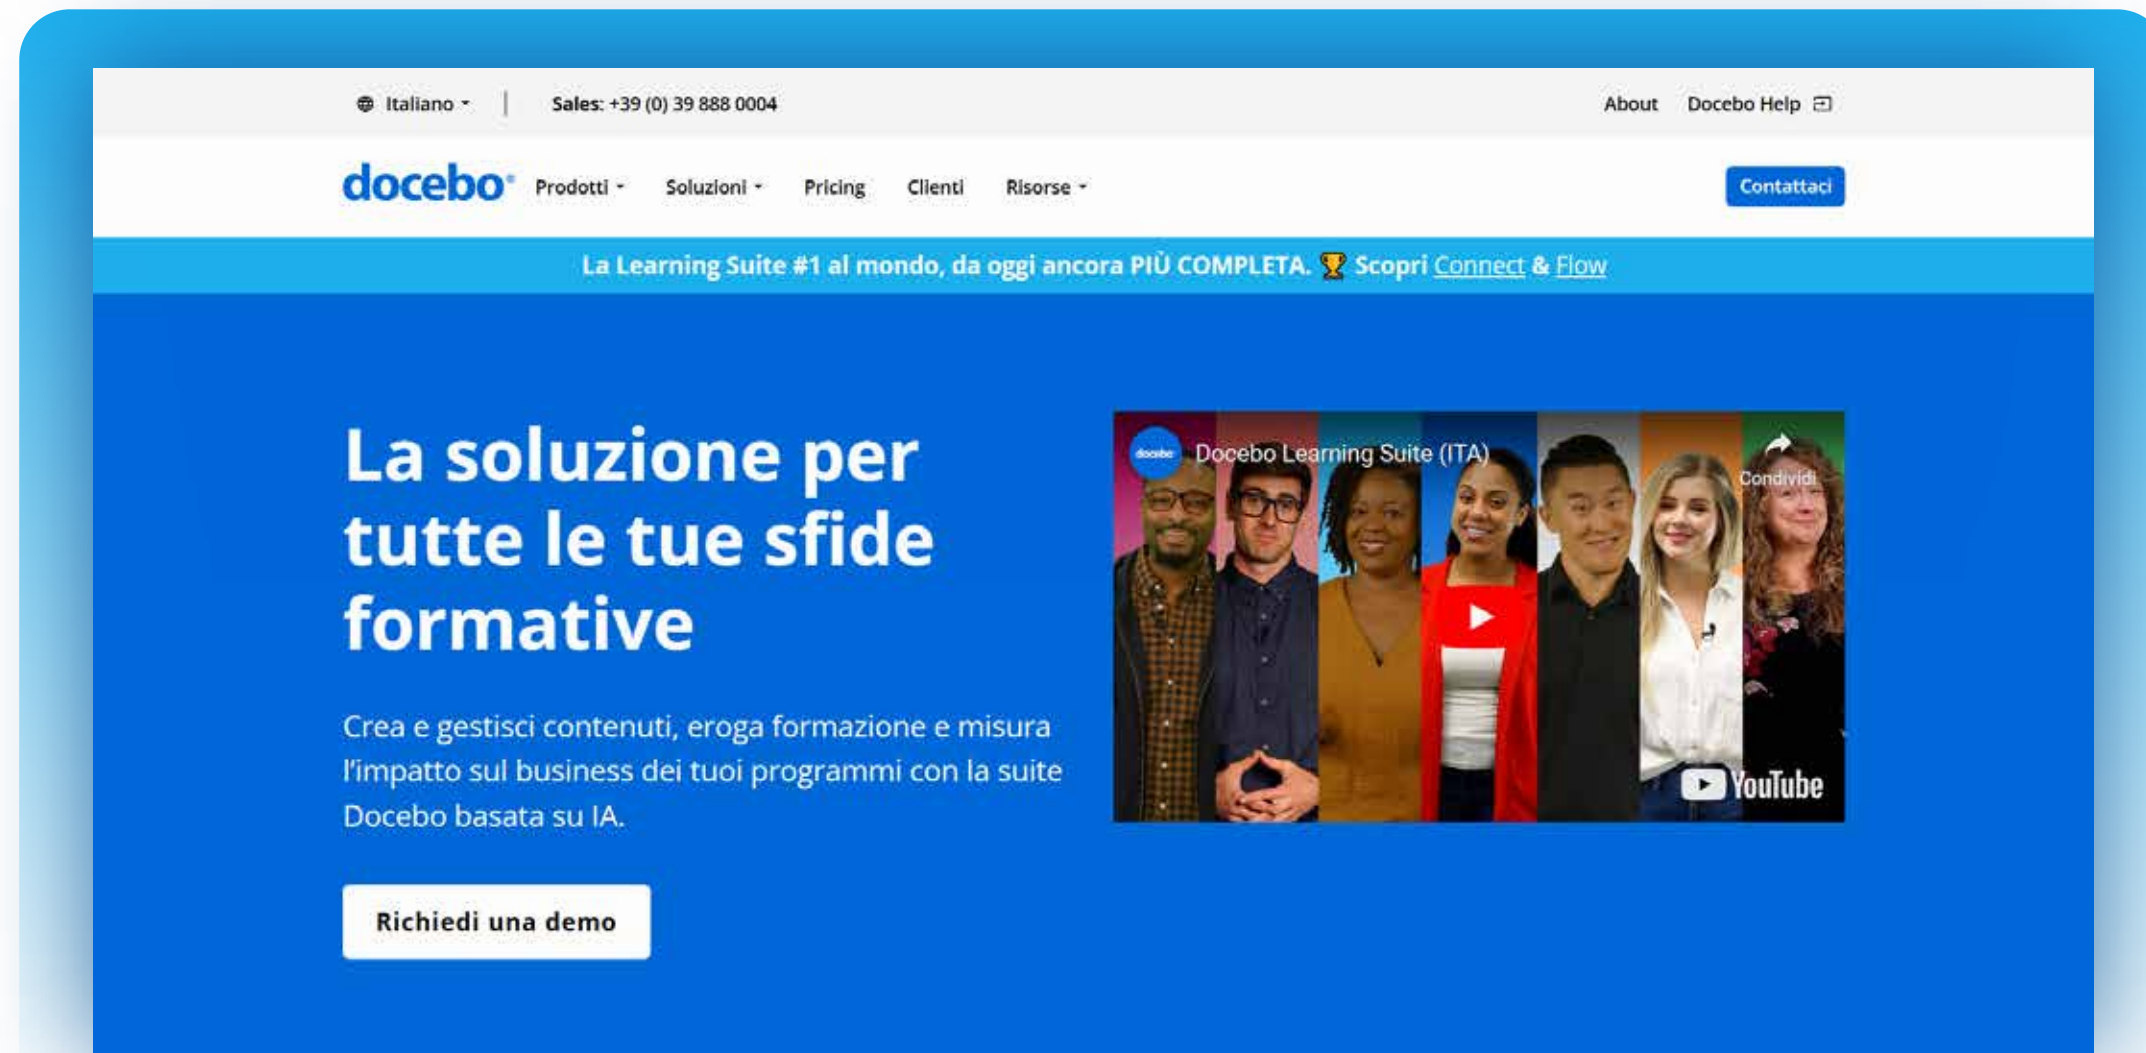 Italiano
Sales: +39 (0) 39 888 0004
About
Docebo Help
docebo®
Prodotti
Soluzioni
Pricing
Clienti
Risorse
Contattaci
La Learning Suite #1 al mondo, da oggi ancora PIÙ COMPLETA. 🏆 Scopri Connect & Flow
La soluzione per
tutte le tue sfide
formative
Crea e gestisci contenuti, eroga formazione e misura
l'impatto sul business dei tuoi programmi con la suite
Docebo basata su IA.
Richiedi una demo
docebo
Docebo Learning Suite (ITA)
Condividi
YouTube